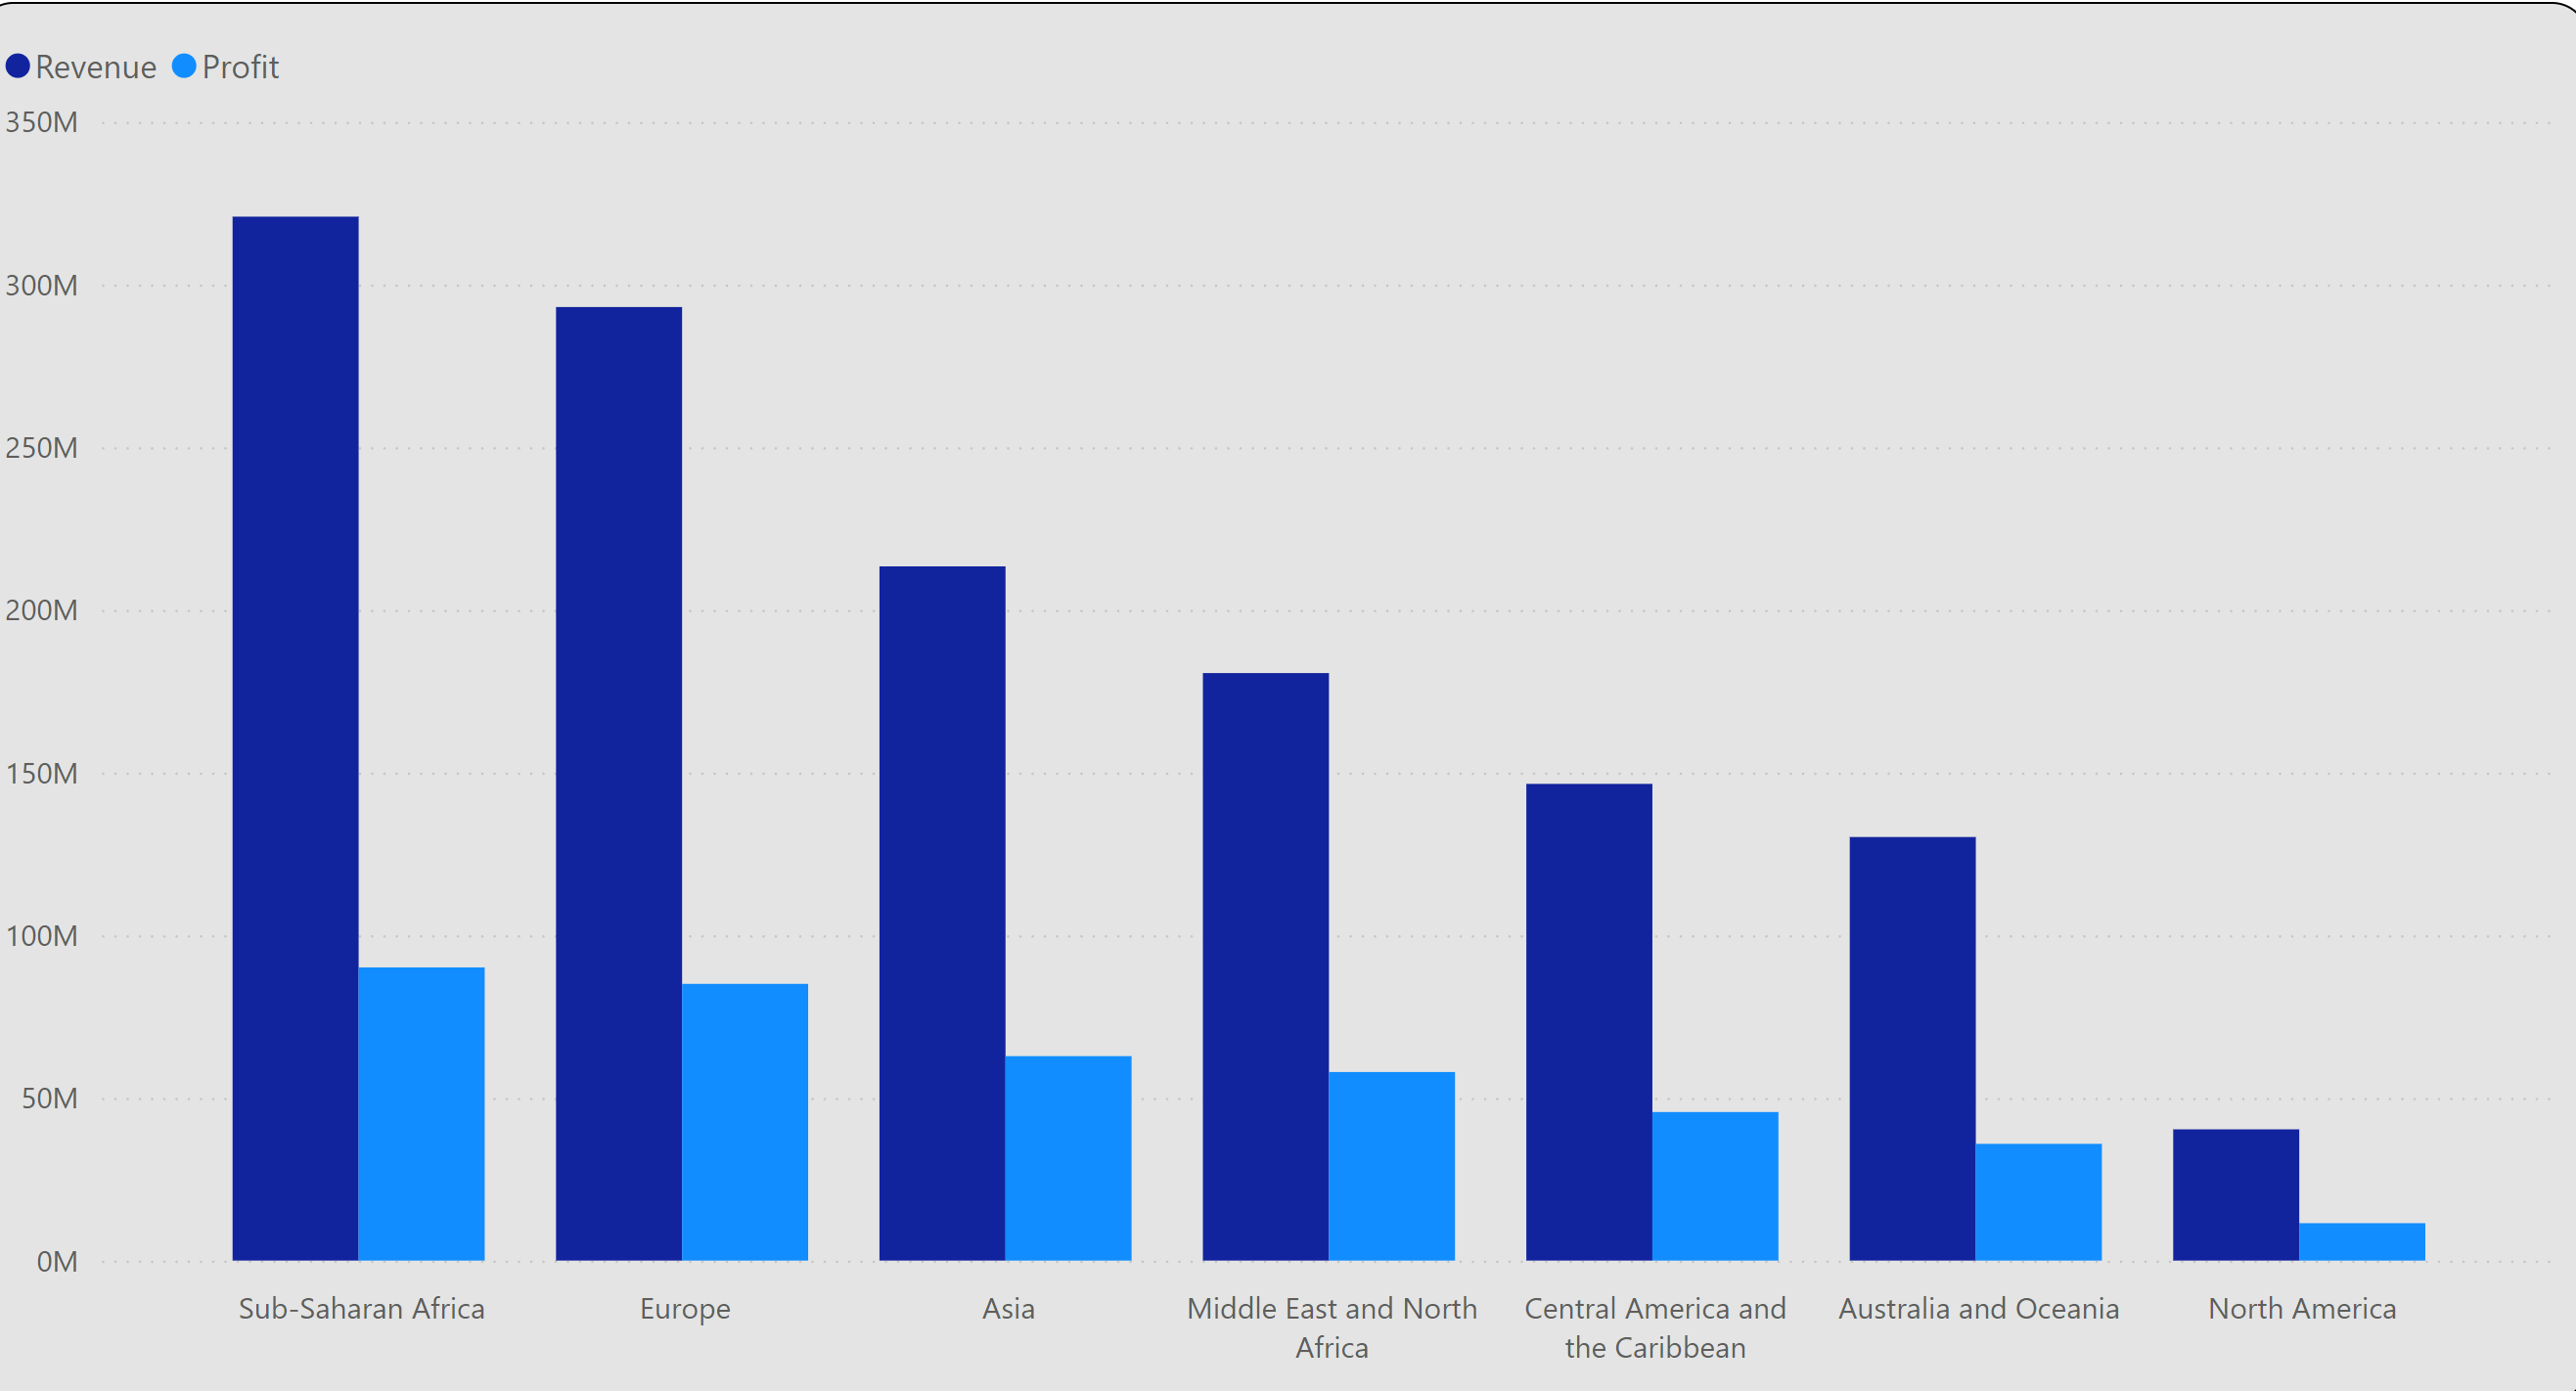 Revenue Profit
350M
300M
250M
200M
150M
100M
50M
0M
Sub-Saharan Africa
Europe
Asia
Middle East and North
Africa
Central America and
the Caribbean
Australia and Oceania
North America